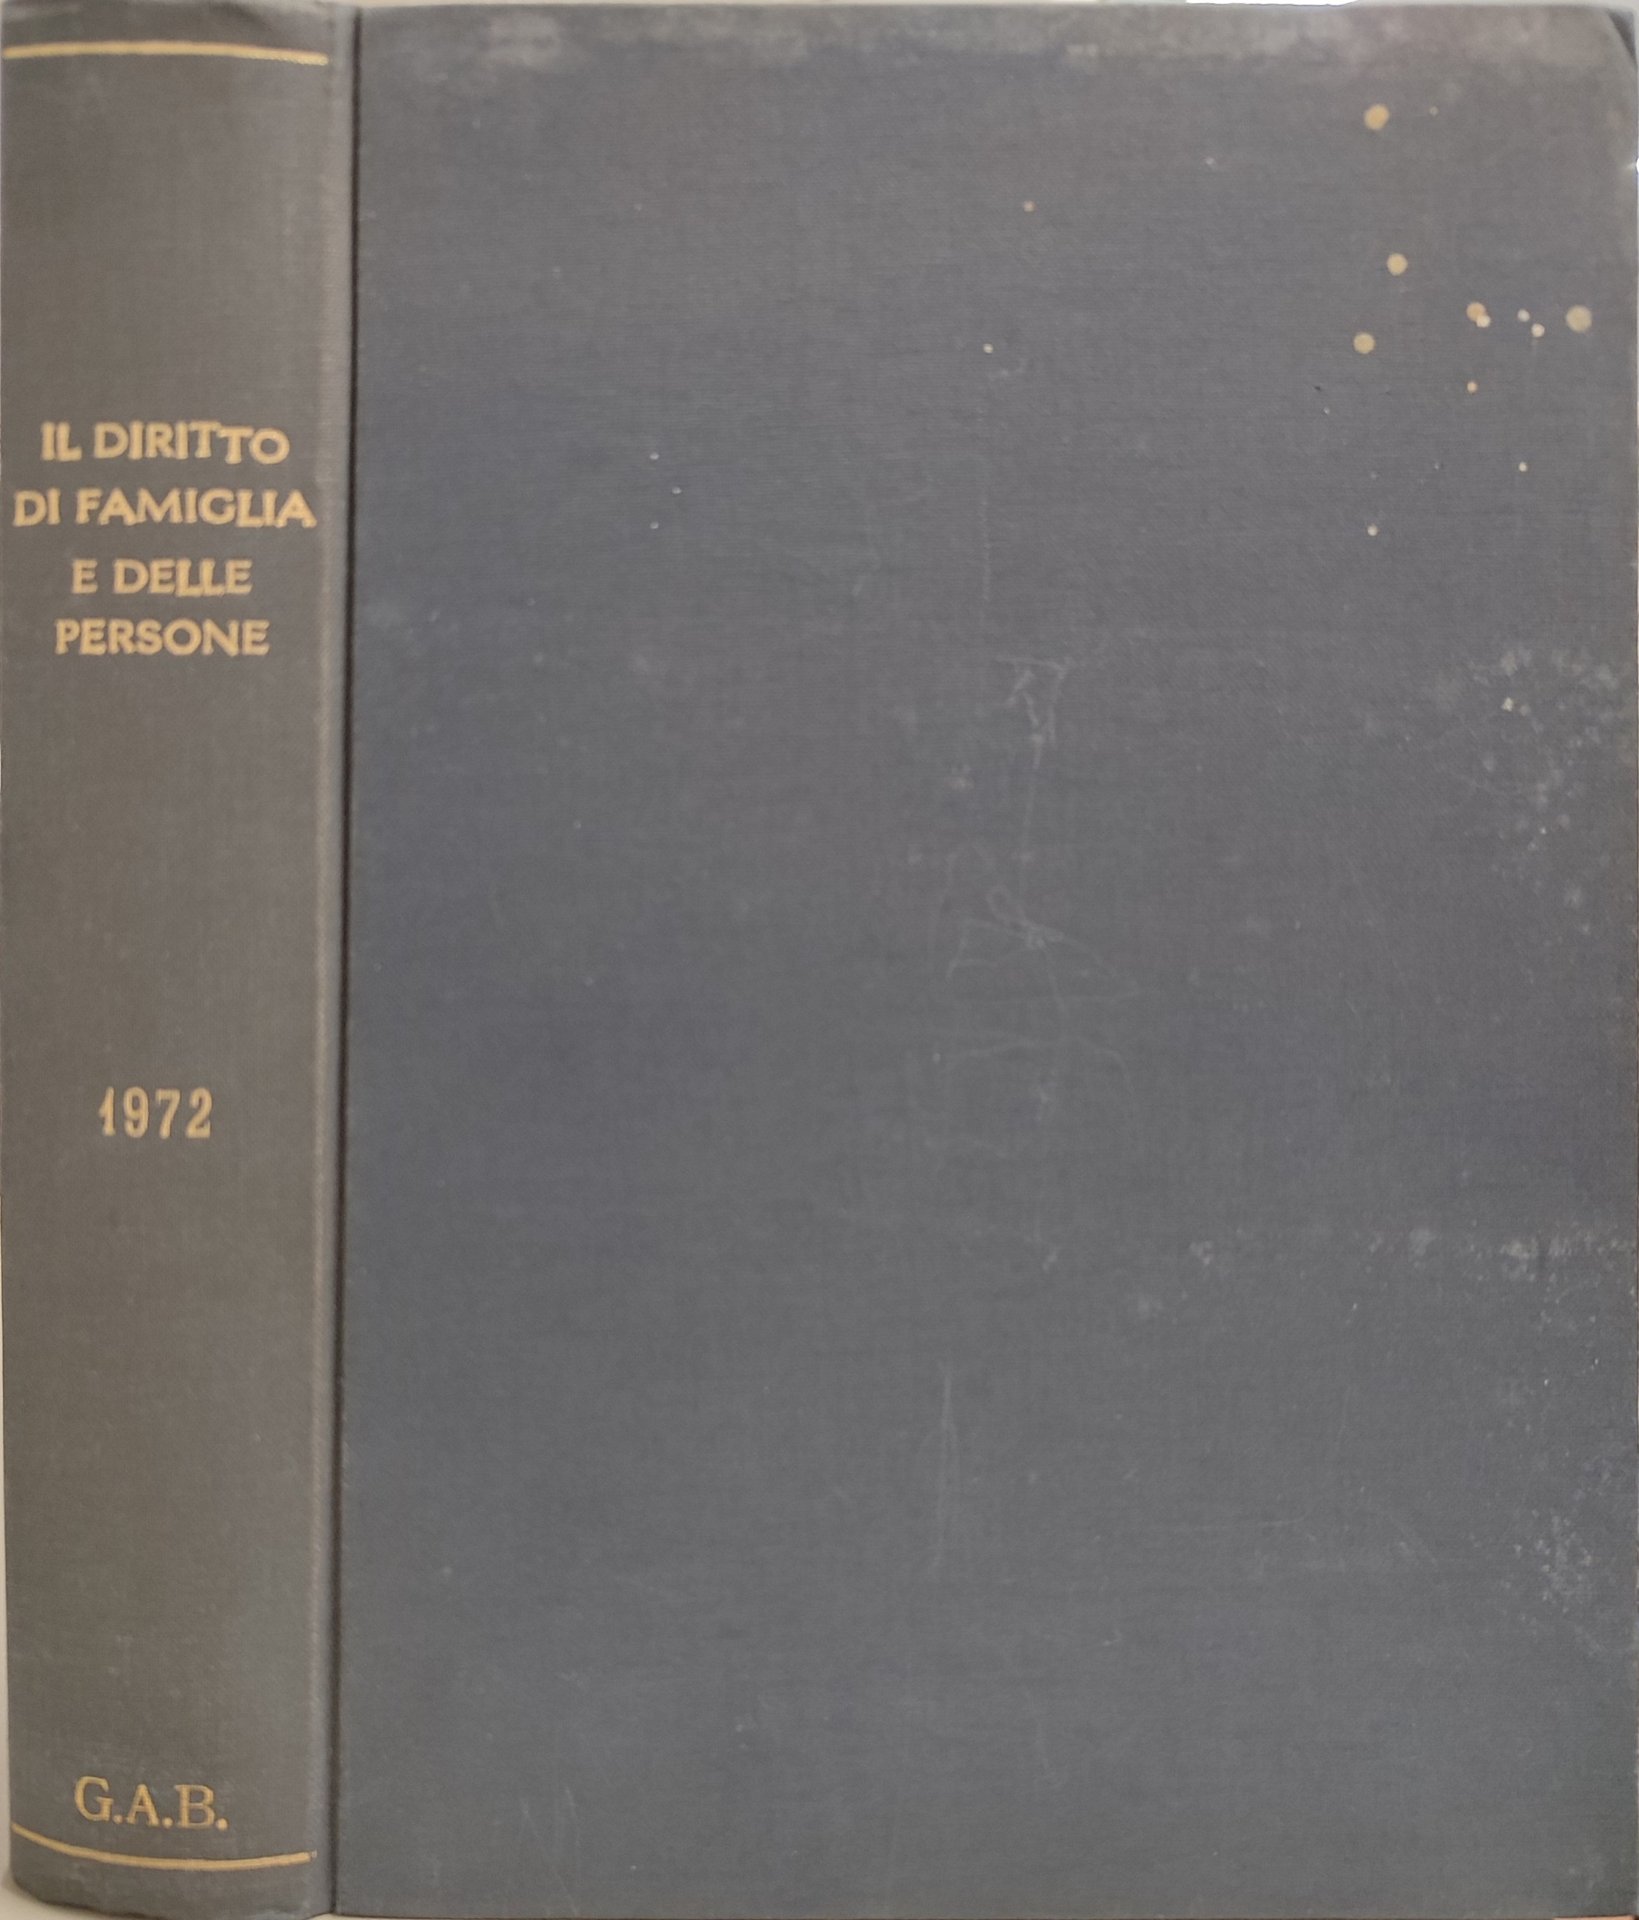 IL DIRITTO
DI FAMIGLIA
E DELLE
PERSONE
1972
G.A.B.